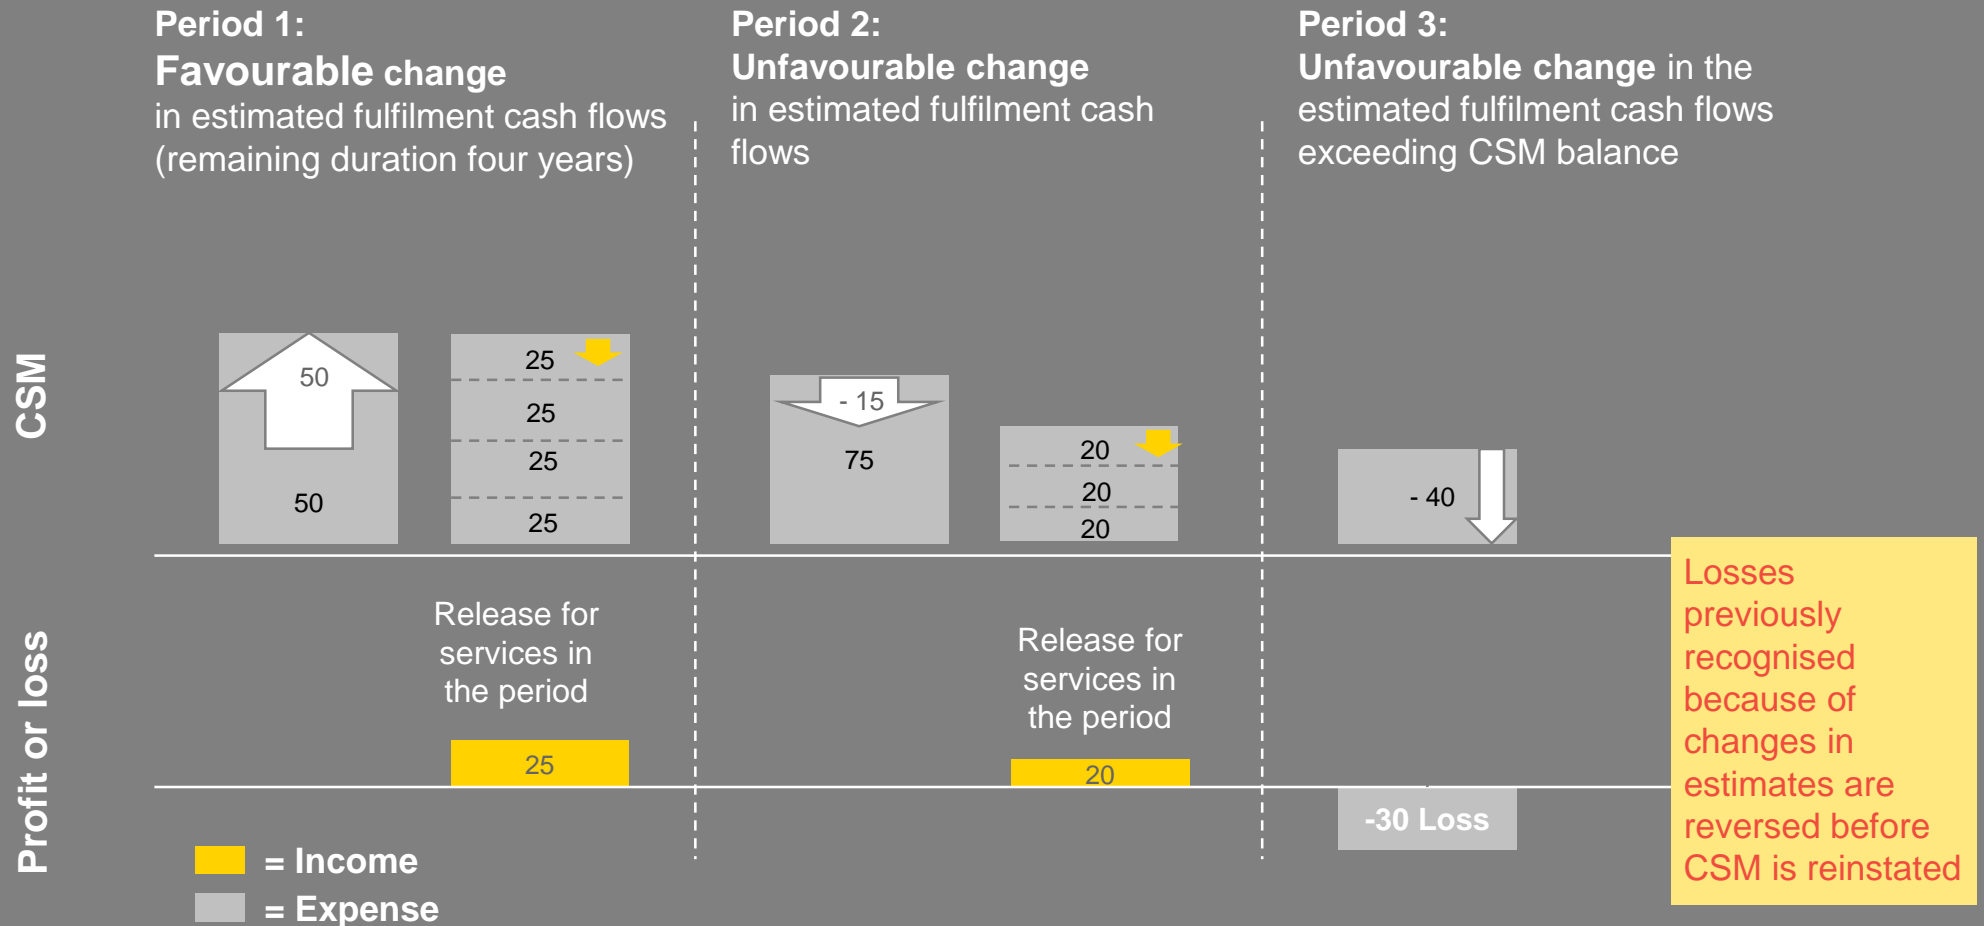 Period 1:
Favourable change
in estimated fulfilment cash flows
(remaining duration four years)
Period 2:
Unfavourable change
in estimated fulfilment cash
flows
Period 3:
Unfavourable change in the
estimated fulfilment cash flows
exceeding CSM balance
CSM
50
50
25
25
25
25
- 15
75
20
20
20
- 40
Profit or loss
Release for
services in
the period
25
Release for
services in
the period
20
-30 Loss
Losses
previously
recognised
because of
changes in
estimates are
reversed before
CSM is reinstated
= Income
= Expense